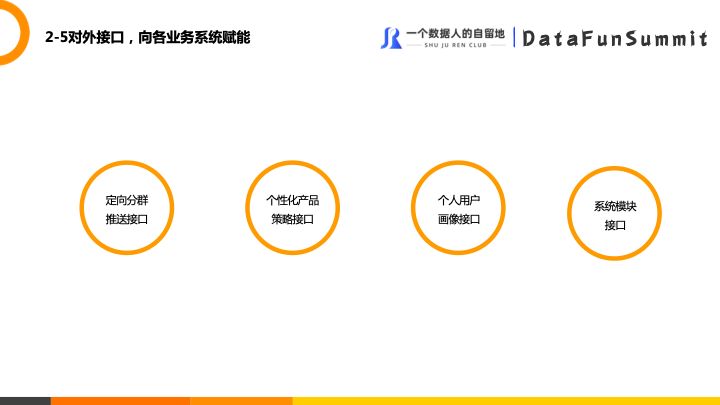 2-5对外接口，向各业务系统赋能
一个数据人的自留地
SHU JU REN CLUB
DataFunSummit
定向分群
推送接口
个性化产品
策略接口
个人用户
画像接口
系统模块
接口